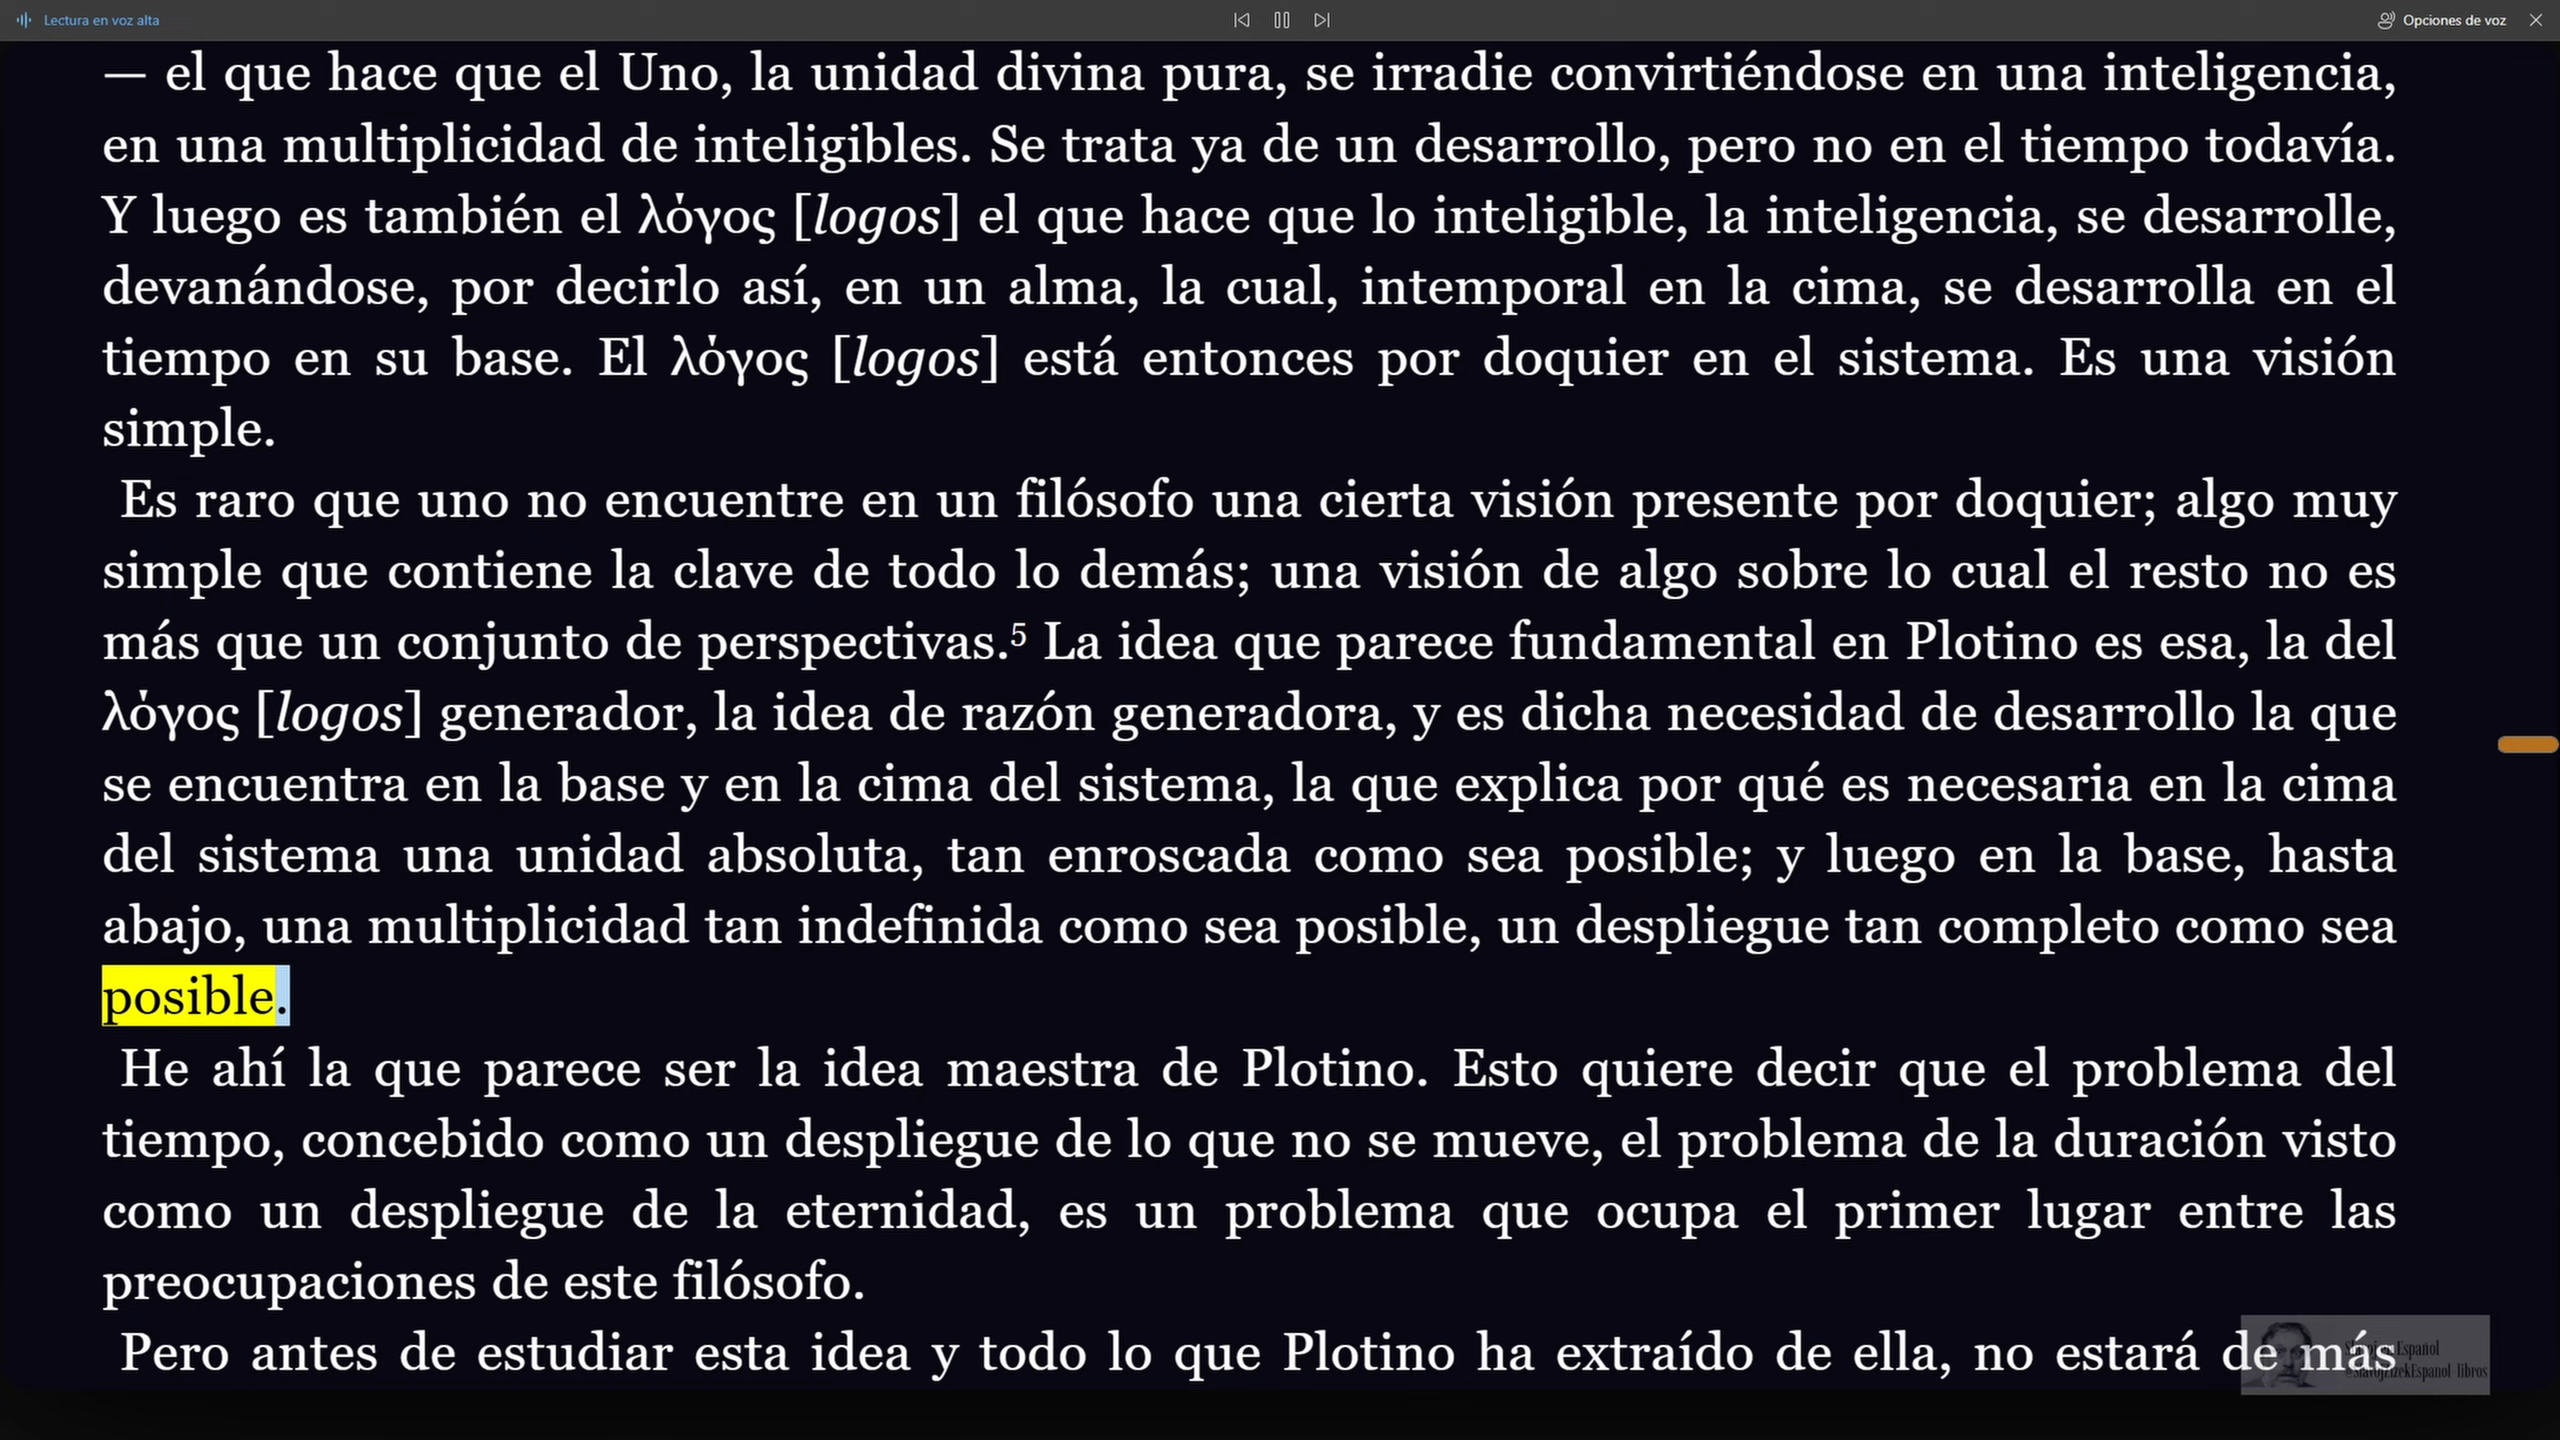 Lectura en voz alta
Opciones de voz
— el que hace que el Uno, la unidad divina pura, se irradie convirtiéndose en una inteligencia,
en una multiplicidad de inteligibles. Se trata ya de un desarrollo, pero no en el tiempo todavía.
Y luego es también el λόγος [logos] el que hace que lo inteligible, la inteligencia, se desarrolle,
devanándose, por decirlo así, en un alma, la cual, intemporal en la cima, se desarrolla en el
tiempo en su base. El λόγος [logos] está entonces por doquier en el sistema. Es una visión
simple.
Es raro que uno no encuentre en un filósofo una cierta visión presente por doquier; algo muy
simple que contiene la clave de todo lo demás; una visión de algo sobre lo cual el resto no es
más que un conjunto de perspectivas.⁵ La idea que parece fundamental en Plotino es esa, la del
λόγος [logos] generador, la idea de razón generadora, y es dicha necesidad de desarrollo la que
se encuentra en la base y en la cima del sistema, la que explica por qué es necesaria en la cima
del sistema una unidad absoluta, tan enroscada como sea posible; y luego en la base, hasta
abajo, una multiplicidad tan indefinida como sea posible, un despliegue tan completo como sea
posible.
He ahí la que parece ser la idea maestra de Plotino. Esto quiere decir que el problema del
tiempo, concebido como un despliegue de lo que no se mueve, el problema de la duración visto
como un despliegue de la eternidad, es un problema que ocupa el primer lugar entre las
preocupaciones de este filósofo.
Pero antes de estudiar esta idea y todo lo que Plotino ha extraído de ella, no estará de más
Español